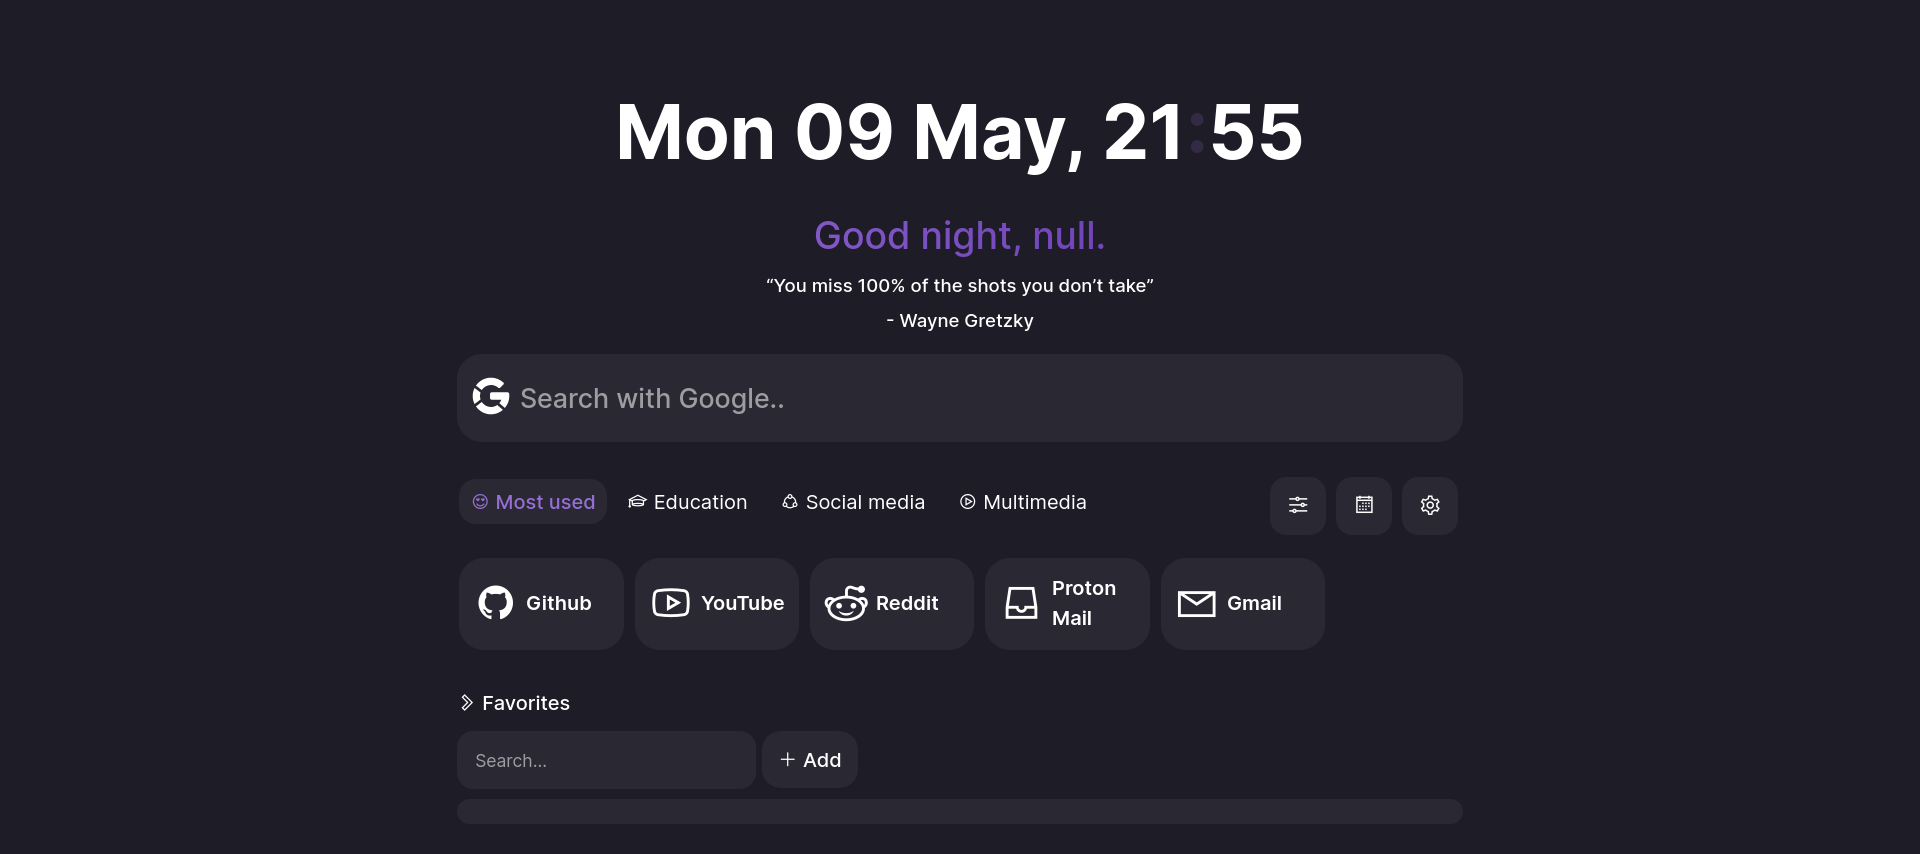 Mon 09 May, 21:55
Good night, null.
“You miss 100% of the shots you don’t take”
- Wayne Gretzky
Search with Google..
Most used Education Social media Multimedia
Github YouTube Reddit Proton Mail Gmail
Favorites
Search... + Add